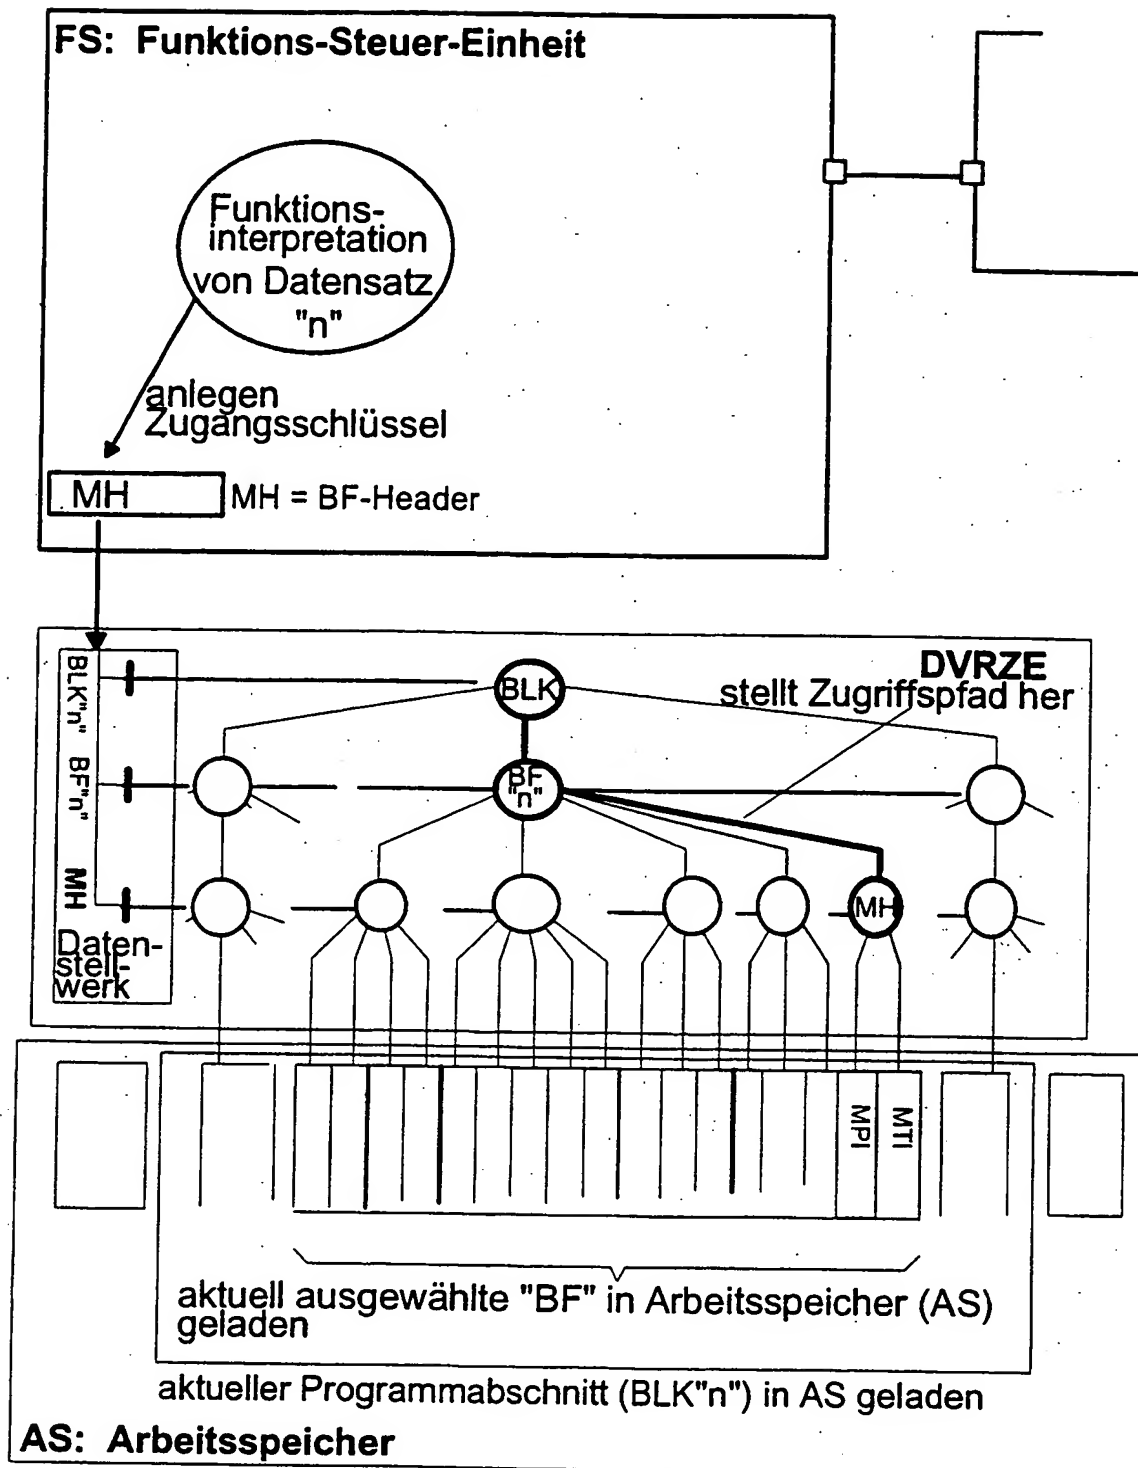 FS: Funktions-Steuer-Einheit
Funktions-
interpretation
von Datensatz
"n"
anlegen
Zugangsschlüssel
MH
MH = BF-Header
DVRZE
stellt Zugriffspfad her
BLK"n"
BLK
BF"n"
BF
"n"
MH
MH
Daten-
stell-
werk
MPI
MTI
aktuell ausgewählte "BF" in Arbeitsspeicher (AS)
geladen
aktueller Programmabschnitt (BLK"n") in AS geladen
AS: Arbeitsspeicher